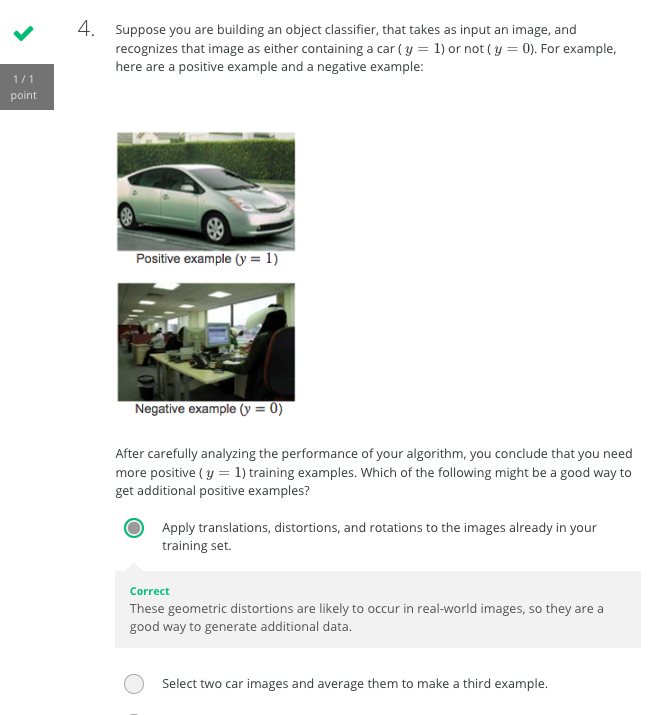 4. Suppose you are building an object classifier, that takes as input an image, and
recognizes that image as either containing a car ( y = 1) or not ( y = 0). For example,
here are a positive example and a negative example:
1 / 1
point
Positive example (y = 1)
Negative example (y = 0)
After carefully analyzing the performance of your algorithm, you conclude that you need
more positive ( y = 1) training examples. Which of the following might be a good way to
get additional positive examples?
Apply translations, distortions, and rotations to the images already in your
training set.
Correct
These geometric distortions are likely to occur in real-world images, so they are a
good way to generate additional data.
Select two car images and average them to make a third example.